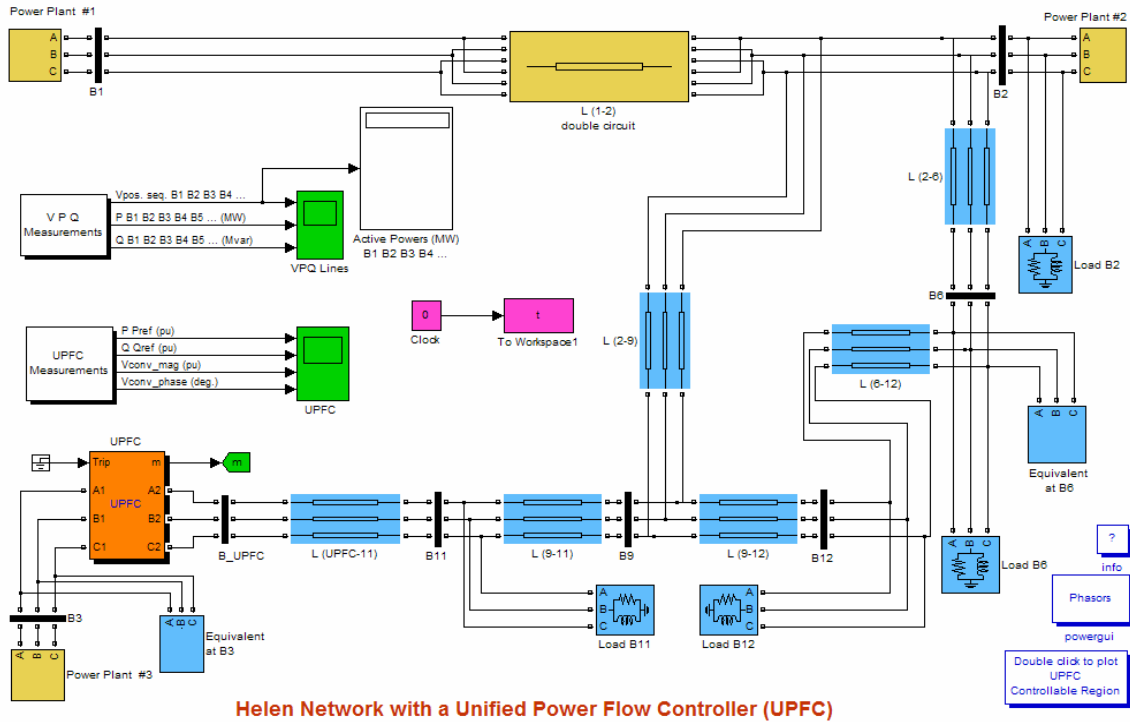 Power Plant #1
A
B
C
B1
L (1-2)
double circuit
Power Plant #2
A
B
C
B2
L (2-6)
A B C
Load B2
V P Q
Measurements
Vpos. seq. B1 B2 B3 B4 ...
P B1 B2 B3 B4 B5 ... (MW)
Q B1 B2 B3 B4 B5 ... (Mvar)
VPQ Lines
Active Powers (MW)
B1 B2 B3 B4 ...
UPFC
Measurements
P Pref (pu)
Q Qref (pu)
Vconv_mag (pu)
Vconv_phase (deg.)
UPFC
0
Clock
t
To Workspace1
L (2-9)
B6
L (6-12)
A B C
Equivalent
at B6
UPFC
Trip
m
A1
A2
UPFC
B1
B2
C1
C2
m
B_UPFC
L (UPFC-11)
B11
L (9-11)
B9
L (9-12)
B12
A B C
Load B6
?
info
Phasors
powergui
Double click to plot
UPFC
Controllable Region
A
B
C
Load B11
A
B
C
Load B12
B3
A B C
Power Plant #3
A B C
Equivalent
at B3
Helen Network with a Unified Power Flow Controller (UPFC)